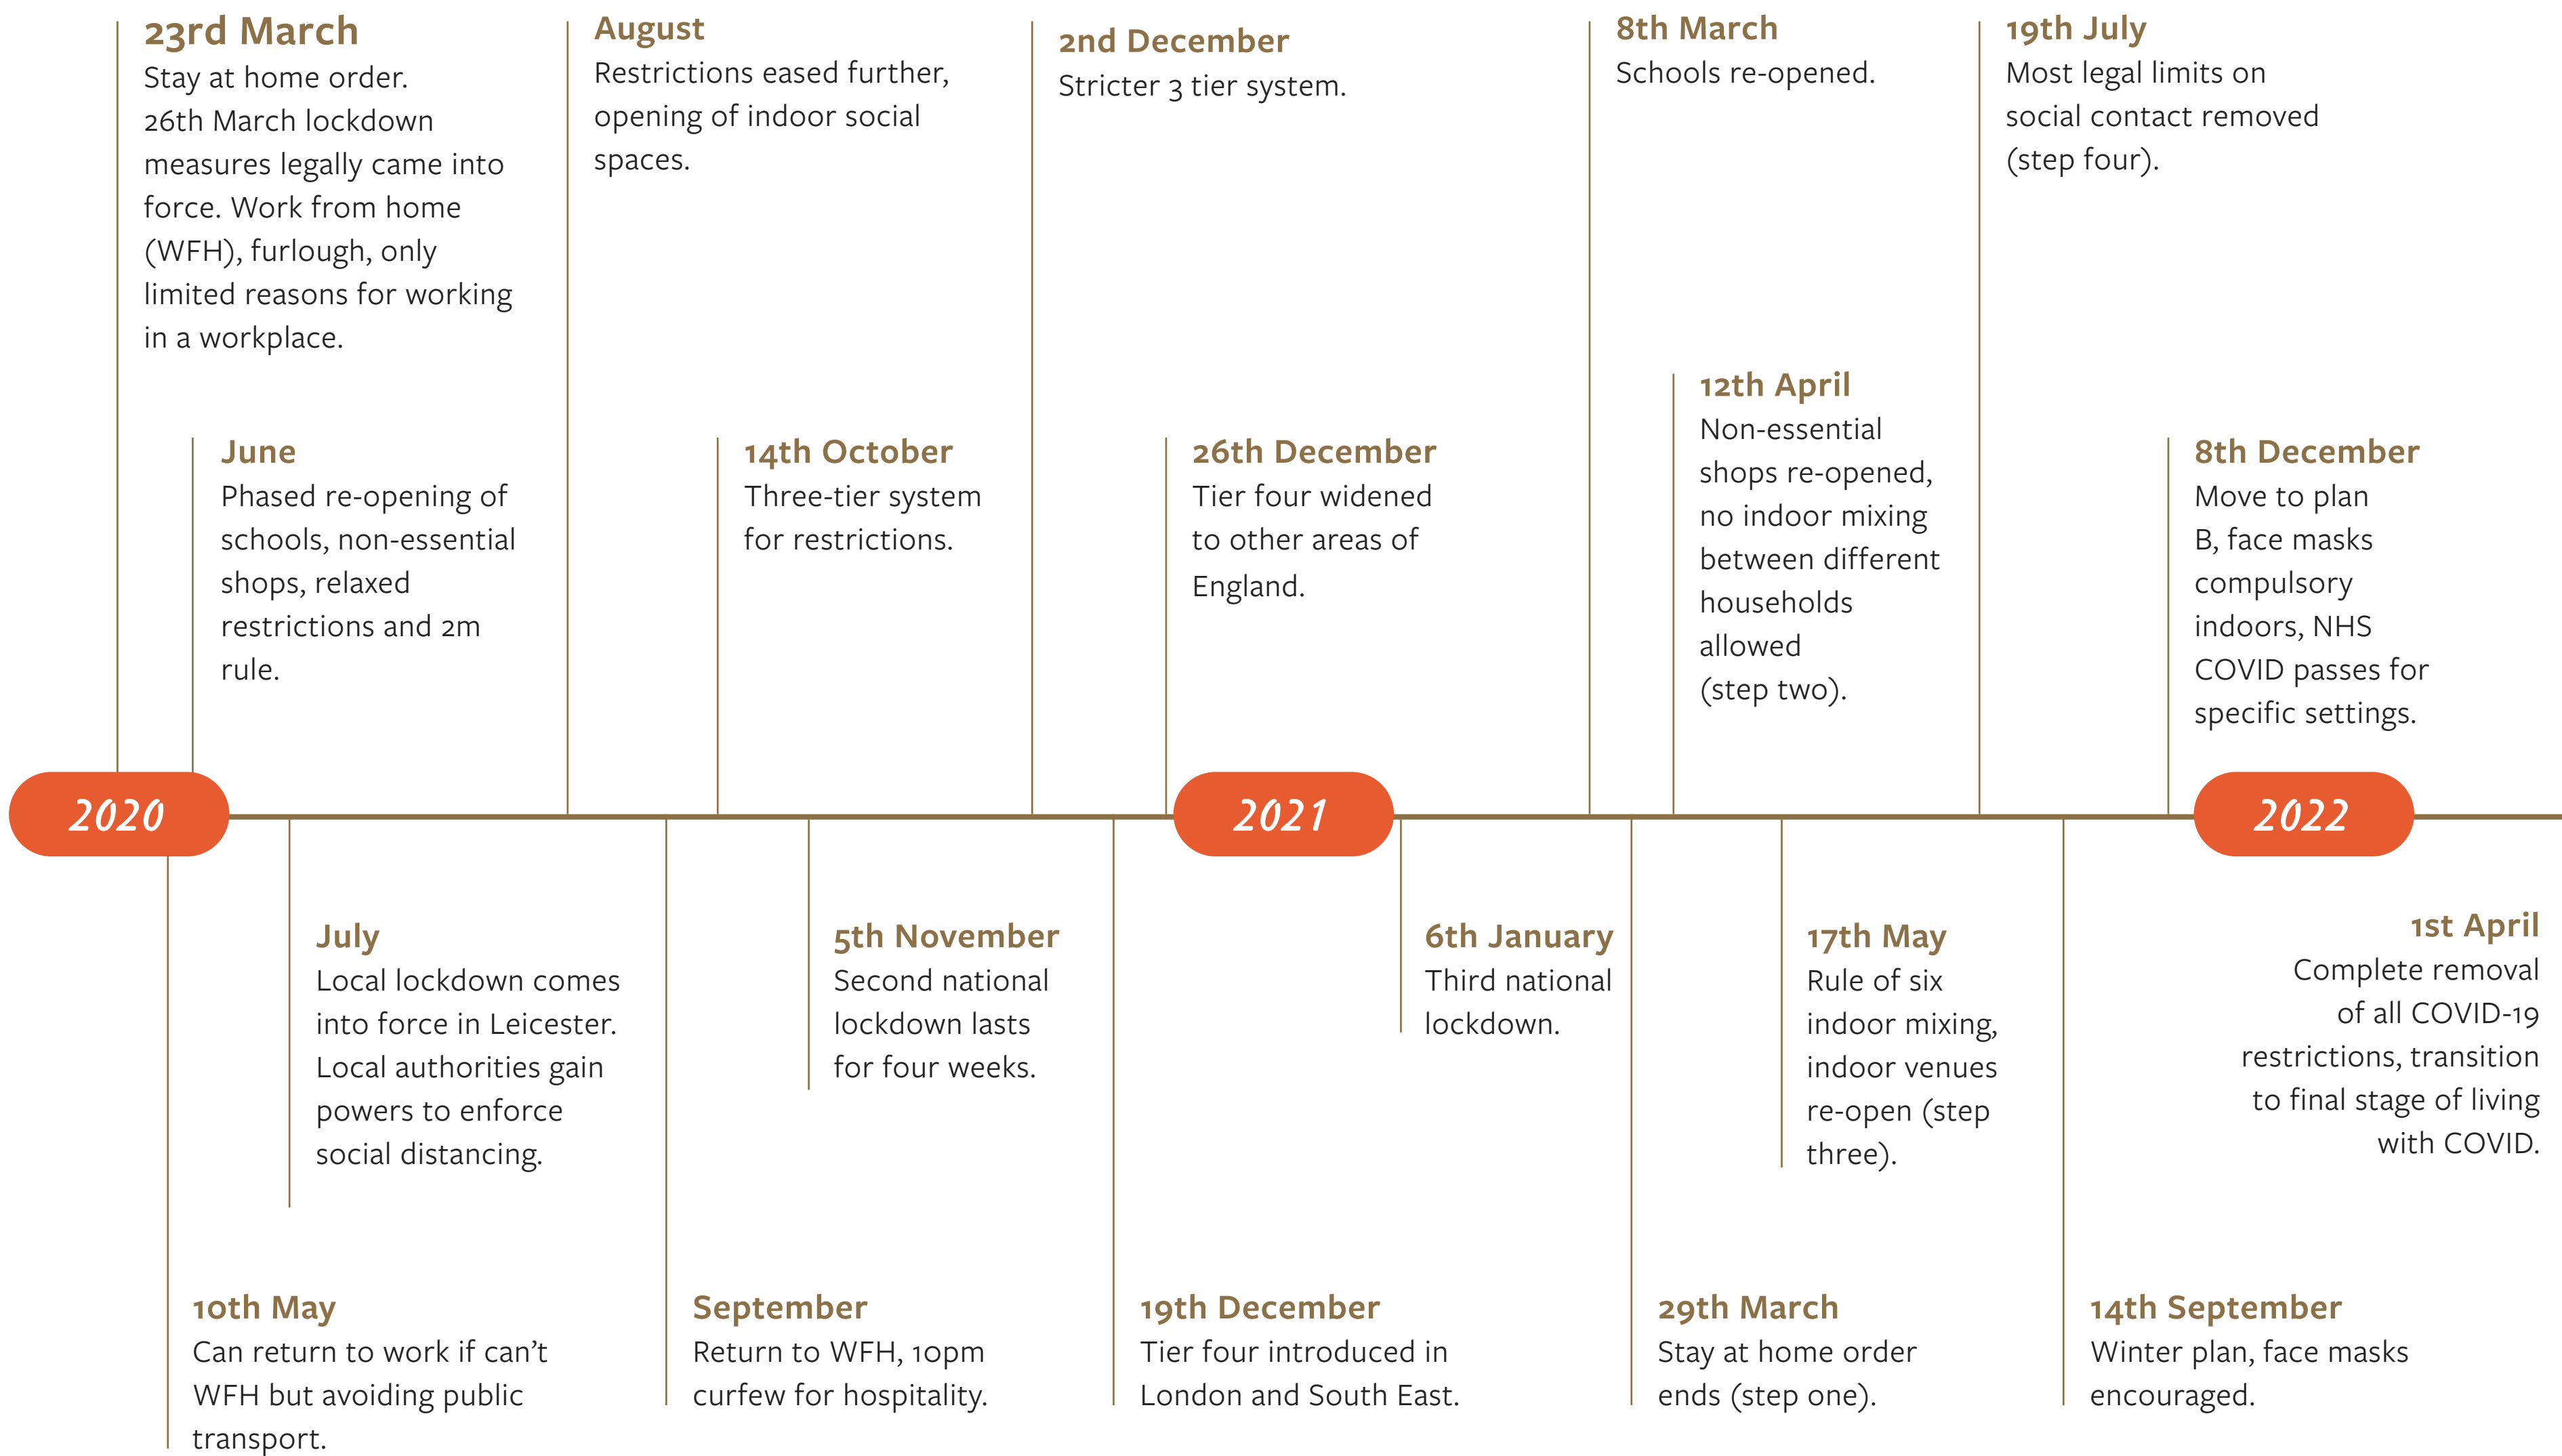 23rd March
Stay at home order.
26th March lockdown
measures legally came into
force. Work from home
(WFH), furlough, only
limited reasons for working
in a workplace.
August
Restrictions eased further,
opening of indoor social
spaces.
2nd December
Stricter 3 tier system.
8th March
Schools re-opened.
19th July
Most legal limits on
social contact removed
(step four).
June
Phased re-opening of
schools, non-essential
shops, relaxed
restrictions and 2m
rule.
14th October
Three-tier system
for restrictions.
26th December
Tier four widened
to other areas of
England.
12th April
Non-essential
shops re-opened,
no indoor mixing
between different
households
allowed
(step two).
8th December
Move to plan
B, face masks
compulsory
indoors, NHS
COVID passes for
specific settings.
2020
2021
2022
July
Local lockdown comes
into force in Leicester.
Local authorities gain
powers to enforce
social distancing.
5th November
Second national
lockdown lasts
for four weeks.
6th January
Third national
lockdown.
17th May
Rule of six
indoor mixing,
indoor venues
re-open (step
three).
1st April
Complete removal
of all COVID-19
restrictions, transition
to final stage of living
with COVID.
10th May
Can return to work if can’t
WFH but avoiding public
transport.
September
Return to WFH, 10pm
curfew for hospitality.
19th December
Tier four introduced in
London and South East.
29th March
Stay at home order
ends (step one).
14th September
Winter plan, face masks
encouraged.